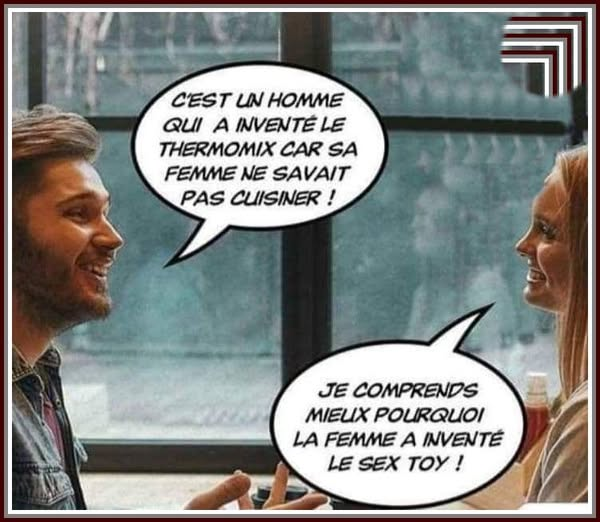 C'EST UN HOMME
QUI A INVENTÉ LE
THERMOMIX CAR SA
FEMME NE SAVAIT
PAS CUISINER !
JE COMPRENDS
MIEUX POURQUOI
LA FEMME A INVENTÉ
LE SEX TOY !